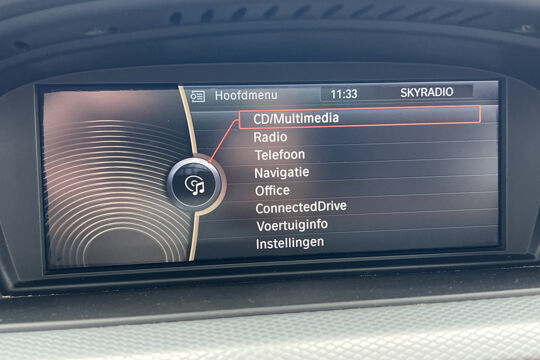 Hoofdmenu 11:33 SKYRADIO
CD/Multimedia
Radio
Telefoon
Navigatie
Office
ConnectedDrive
Voertuiginfo
Instellingen